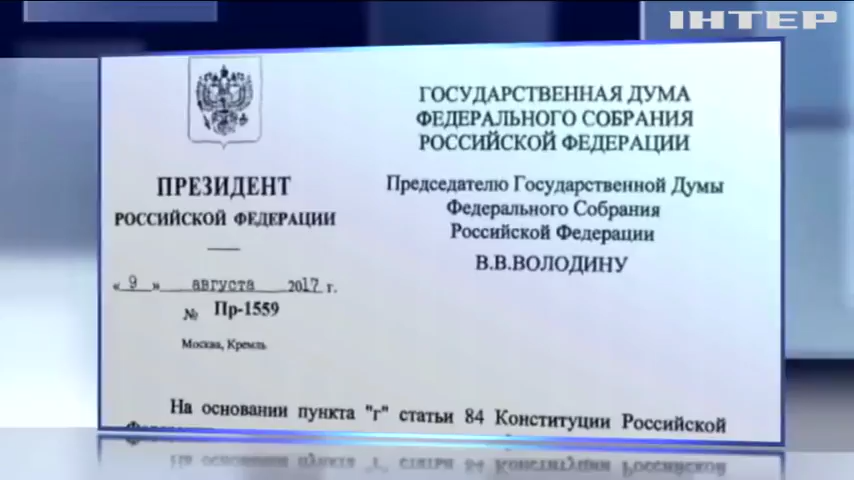 ІНТЕР
ГОСУДАРСТВЕННАЯ ДУМА
ФЕДЕРАЛЬНОГО СОБРАНИЯ
РОССИЙСКОЙ ФЕДЕРАЦИИ
Председателю Государственной Думы
Федерального Собрания
Российской Федерации
В.В.ВОЛОДИНУ
ПРЕЗИДЕНТ
РОССИЙСКОЙ ФЕДЕРАЦИИ
«9» августа 2017 г.
№ Пр-1559
Москва, Кремль
На основании пункта "г" статьи 84 Конституции Российской